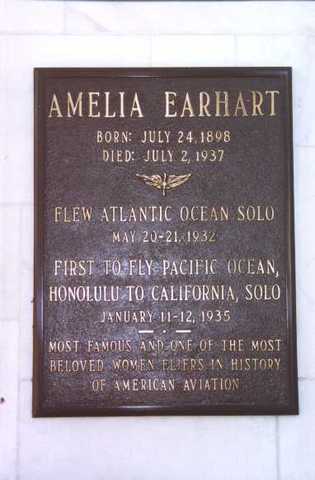 AMELIA EARHART
BORN: JULY 24, 1898
DIED: JULY 2, 1937
FLEW ATLANTIC OCEAN SOLO
MAY 20-21, 1932
FIRST TO FLY PACIFIC OCEAN,
HONOLULU TO CALIFORNIA, SOLO
JANUARY 11-12, 1935
MOST FAMOUS AND ONE OF THE MOST
BELOVED WOMEN FLIERS IN HISTORY
OF AMERICAN AVIATION